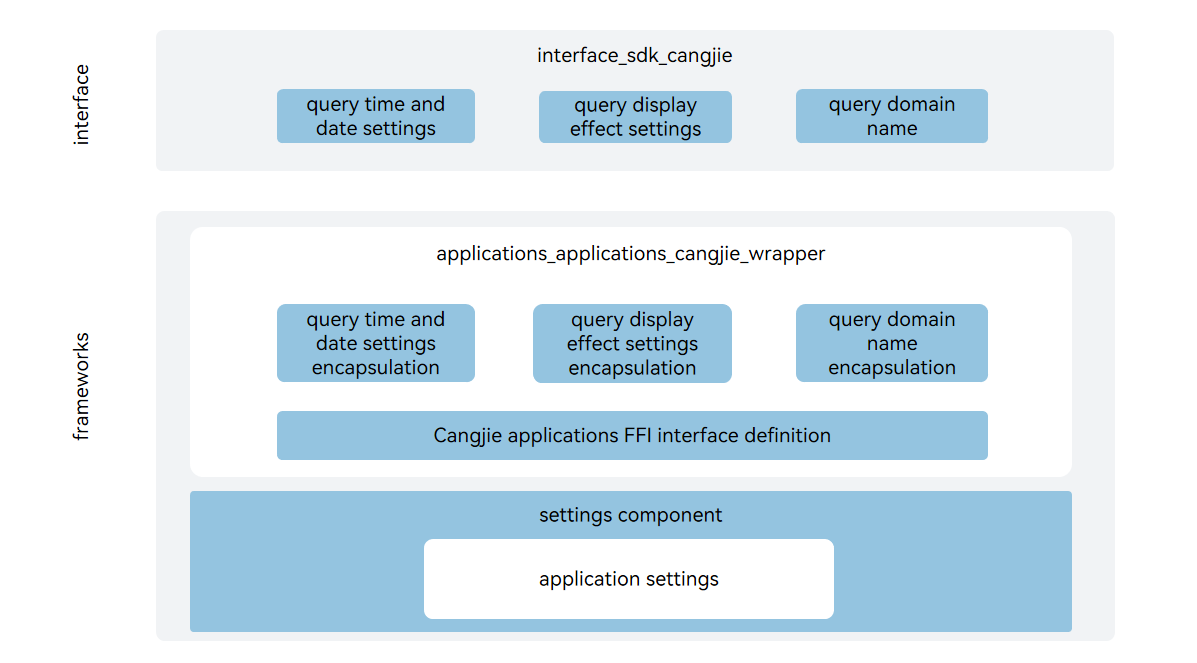 interface
interface_sdk_cangjie
query time and
date settings
query display
effect settings
query domain
name
frameworks
applications_applications_cangjie_wrapper
query time and
date settings
encapsulation
query display
effect settings
encapsulation
query domain
name
encapsulation
Cangjie applications FFI interface definition
settings component
application settings